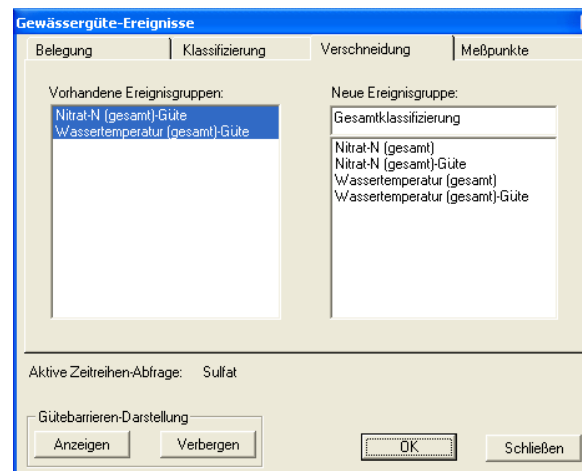 Gewässergüte-Ereignisse
Belegung
Klassifizierung
Verschneidung
Meßpunkte
Vorhandene Ereignisgruppen:
Nitrat-N (gesamt)-Güte
Wassertemperatur (gesamt)-Güte
Neue Ereignisgruppe:
Gesamtklassifizierung
Nitrat-N (gesamt)
Nitrat-N (gesamt)-Güte
Wassertemperatur (gesamt)
Wassertemperatur (gesamt)-Güte
Aktive Zeitreihen-Abfrage: Sulfat
Gütebarrieren-Darstellung
Anzeigen
Verbergen
OK
Schließen